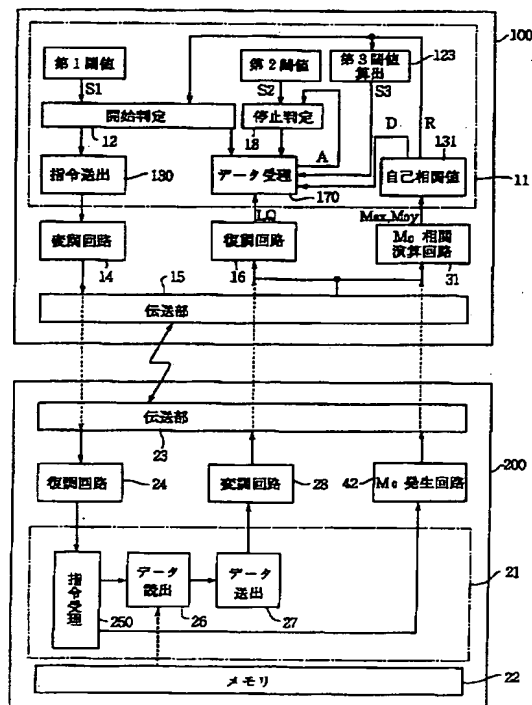 100
第1閾値
第2閾値
第3閾値
算出
123
S1
S2
S3
開始判定
停止判定
12
18
D
R
131
指令送出
130
データ受理
A
自己相関値
170
11
LQ
Max,Moy
変調回路
復調回路
Mc 相関
演算回路
14
16
31
15
伝送部
伝送部
23
200
復調回路
24
変調回路
28
42
Mc 発生回路
指令受理
データ
読出
データ
送出
21
250
26
27
メモリ
22